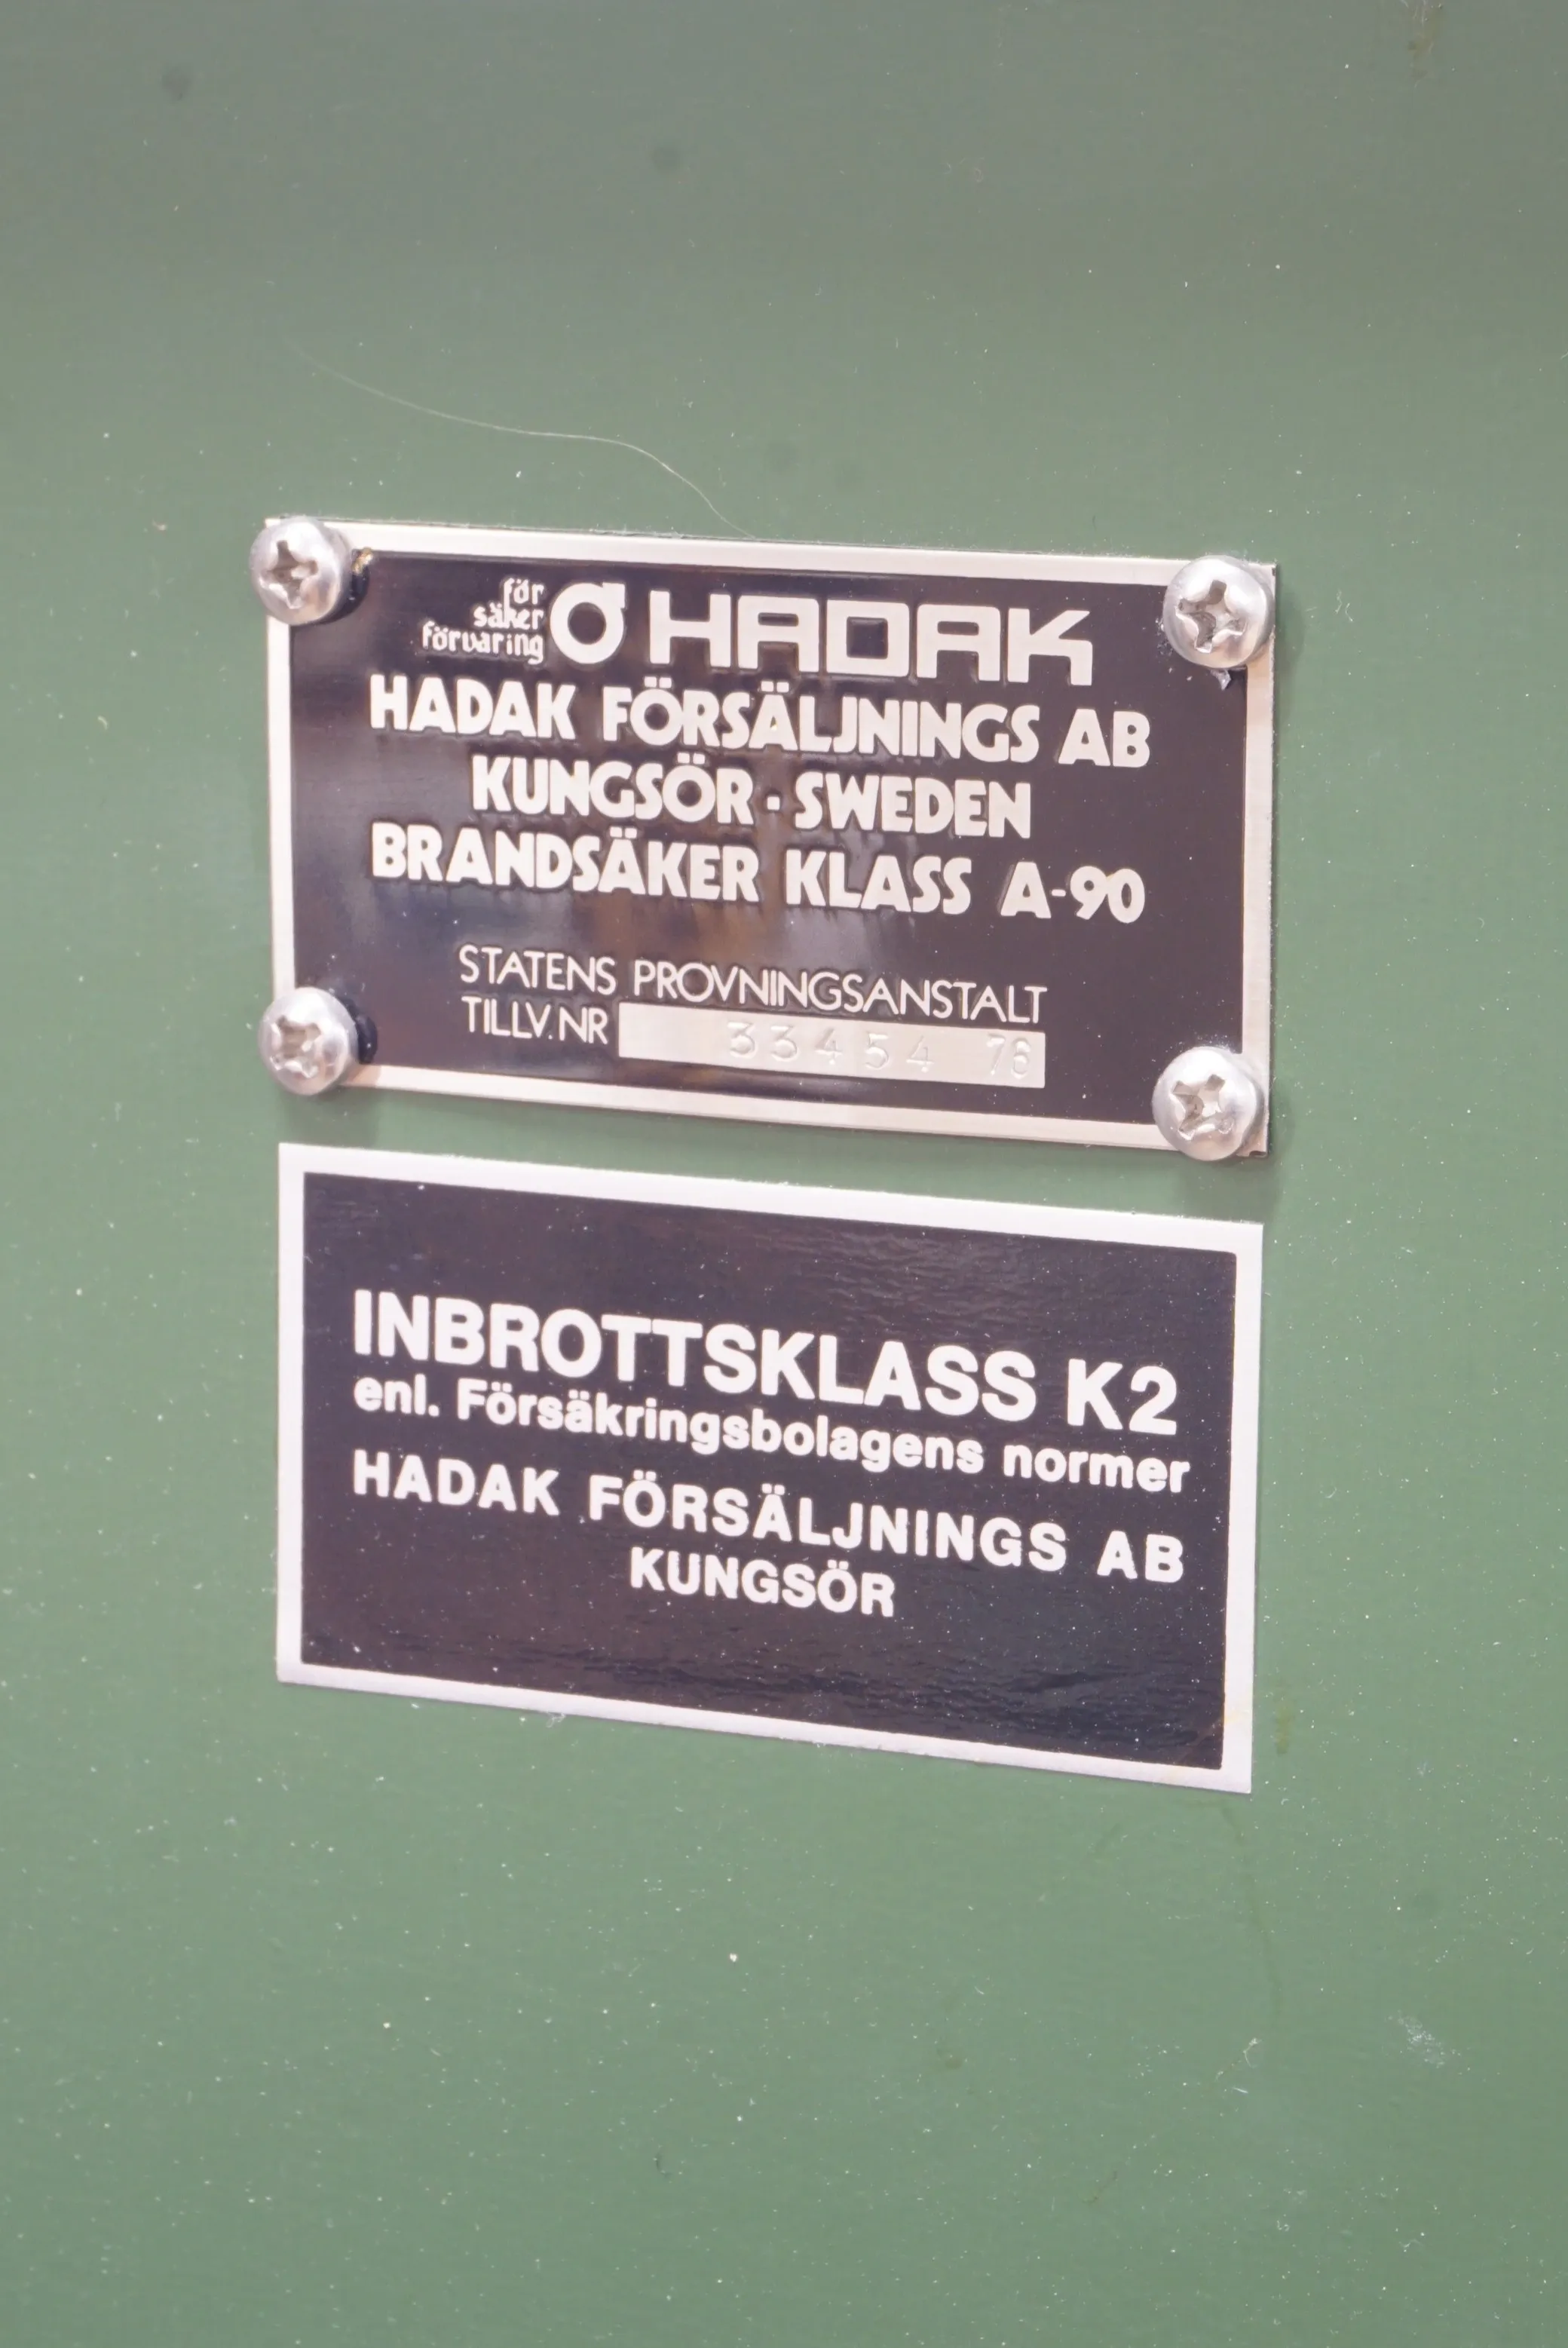 för
säker
förvaring
HADAK
HADAK FÖRSÄLJNINGS AB
KUNGSÖR · SWEDEN
BRANDSÄKER KLASS A-90
STATENS PROVNINGSANSTALT
TILLV. NR 33454 76
INBROTTSKLASS K2
enl. Försäkringsbolagens normer
HADAK FÖRSÄLJNINGS AB
KUNGSÖR